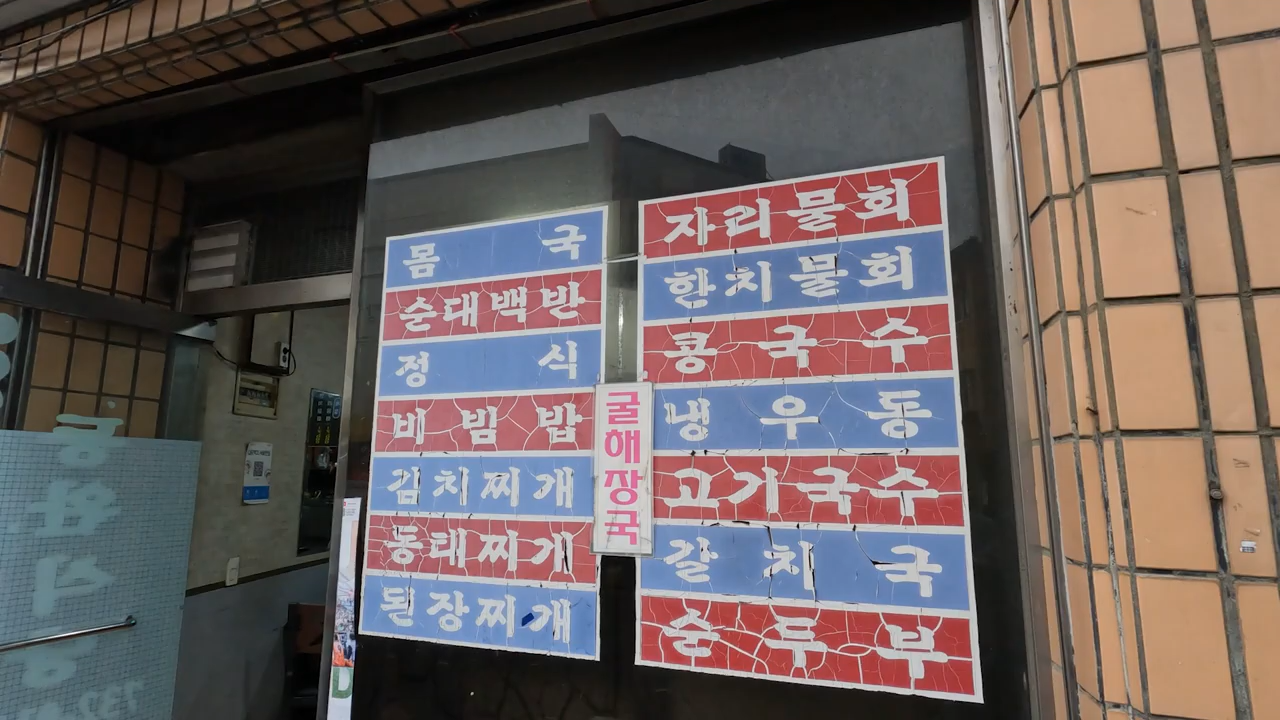 몸국
순대백반
정식
비빔밥
김치찌개
동태찌개
된장찌개
굴해장국
자리물회
한치물회
콩국수
냉우동
고기국수
갈치국
순두부
D